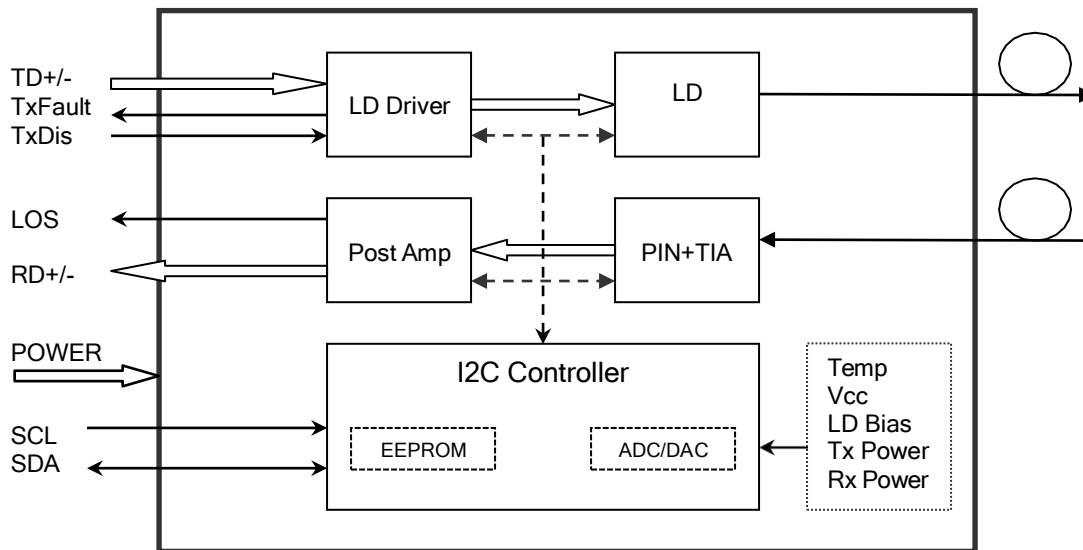 TD+/-
TxFault
TxDis
LD Driver
LD
LOS
RD+/-
Post Amp
PIN+TIA
POWER
SCL
SDA
I2C Controller
EEPROM
ADC/DAC
Temp
Vcc
LD Bias
Tx Power
Rx Power